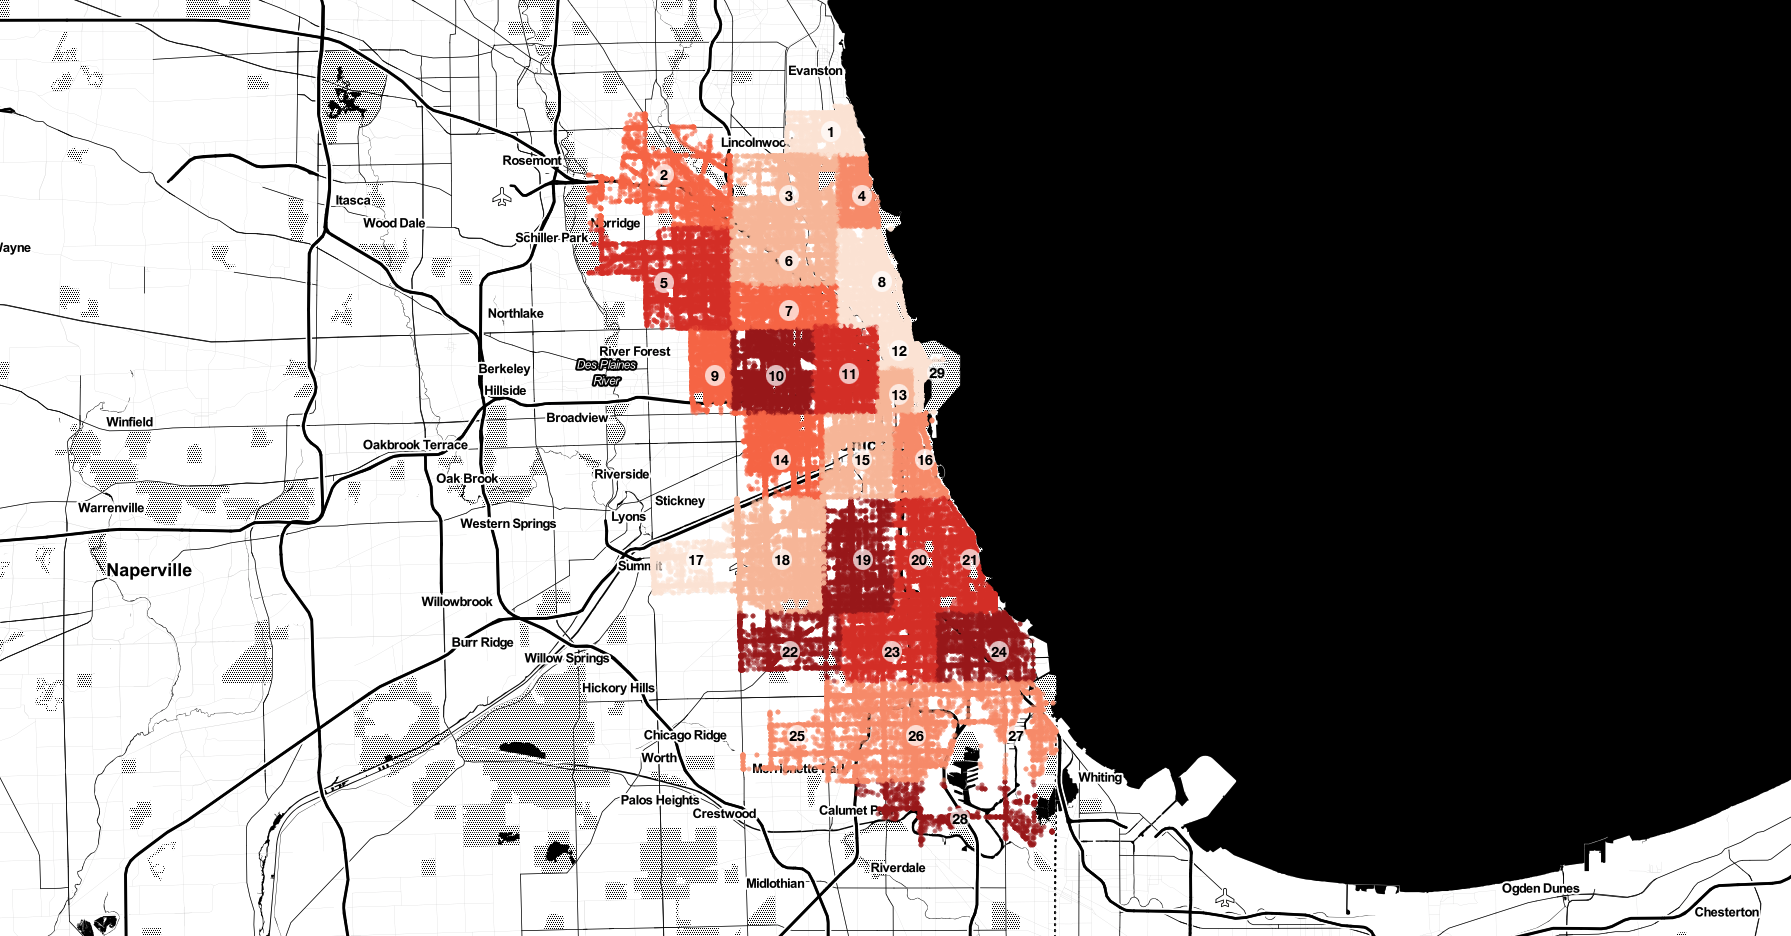 Evanston
1
Lincolnwoo
Rosemont
2
3
4
Itasca
Wood Dale
Norridge
Schiller Park
ayne
6
5
8
7
Northlake
River Forest
12
Des Plaines
River
Berkeley
9
10
11
29
Hillside
13
Broadview
Winfield
Oakbrook Terrace
14
15
16
Riverside
Oak Brook
Stickney
Warrenville
Lyons
Western Springs
17
18
19
20
21
Summit
Naperville
Willowbrook
Burr Ridge
22
23
24
Willow Springs
Hickory Hills
Chicago Ridge
25
26
27
Worth
Merrionette Park
Whiting
Palos Heights
Crestwood
Calumet P
28
Riverdale
Midlothian
Ogden Dunes
Chesterton